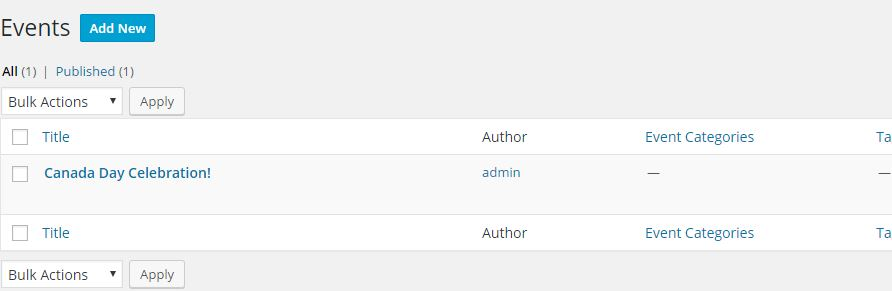 Events Add New
All (1) | Published (1)
Bulk Actions Apply
Title Author Event Categories Ta
Canada Day Celebration! admin — —
Title Author Event Categories Ta
Bulk Actions Apply